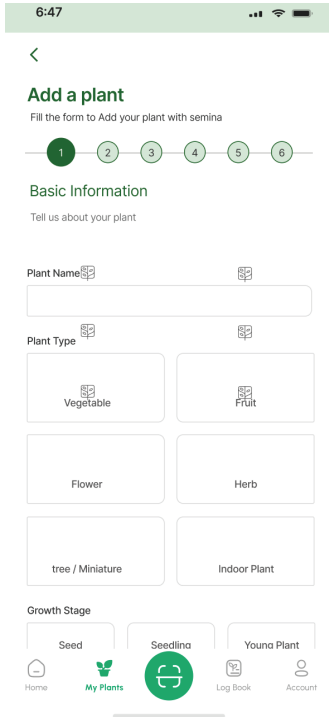 6:47
Add a plant
Fill the form to Add your plant with semina
1 2 3 4 5 6
Basic Information
Tell us about your plant
Plant Name
Plant Type
Vegetable Fruit
Flower Herb
tree / Miniature Indoor Plant
Growth Stage
Seed Seedling Young Plant
Home My Plants Log Book Account